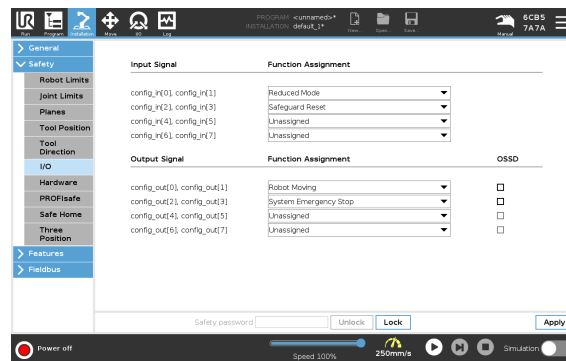 PROGRAM <unnamed>*
INSTALLATION default_1*
Run Program Installation Move I/O Log New... Open... Save... Manual
6CB5
7A7A
General
Safety
Robot Limits
Joint Limits
Planes
Tool Position
Tool
Direction
I/O
Hardware
PROFIsafe
Safe Home
Three
Position
Features
Fieldbus
Input Signal Function Assignment
config_in[0], config_in[1] Reduced Mode
config_in[2], config_in[3] Safeguard Reset
config_in[4], config_in[5] Unassigned
config_in[6], config_in[7] Unassigned
Output Signal Function Assignment OSSD
config_out[0], config_out[1] Robot Moving
config_out[2], config_out[3] System Emergency Stop
config_out[4], config_out[5] Unassigned
config_out[6], config_out[7] Unassigned
Safety password Unlock Lock Apply
Power off
Speed 100%
250mm/s
Simulation